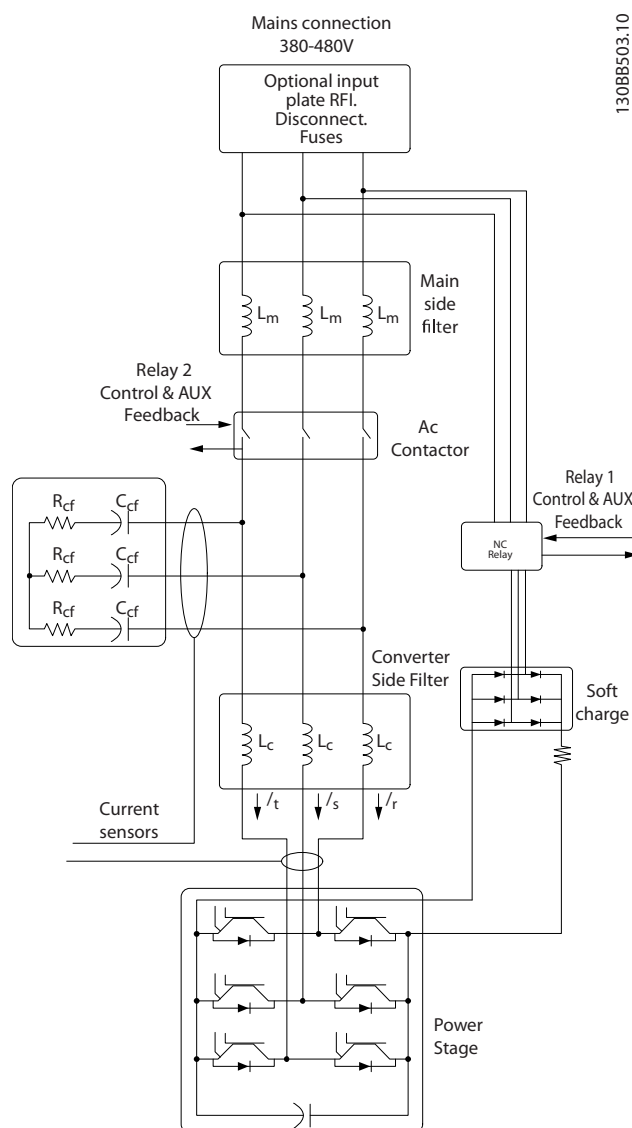 Mains connection
380-480V
130BB503.10
Optional input
plate RFI.
Disconnect.
Fuses
Lm Lm Lm
Main
side
filter
Relay 2
Control & AUX
Feedback
Ac
Contactor
Relay 1
Control & AUX
Feedback
NC
Relay
Rcf Ccf
Rcf Ccf
Rcf Ccf
Converter
Side Filter
Soft
charge
Lc Lc Lc
It Is Ir
Current
sensors
Power
Stage